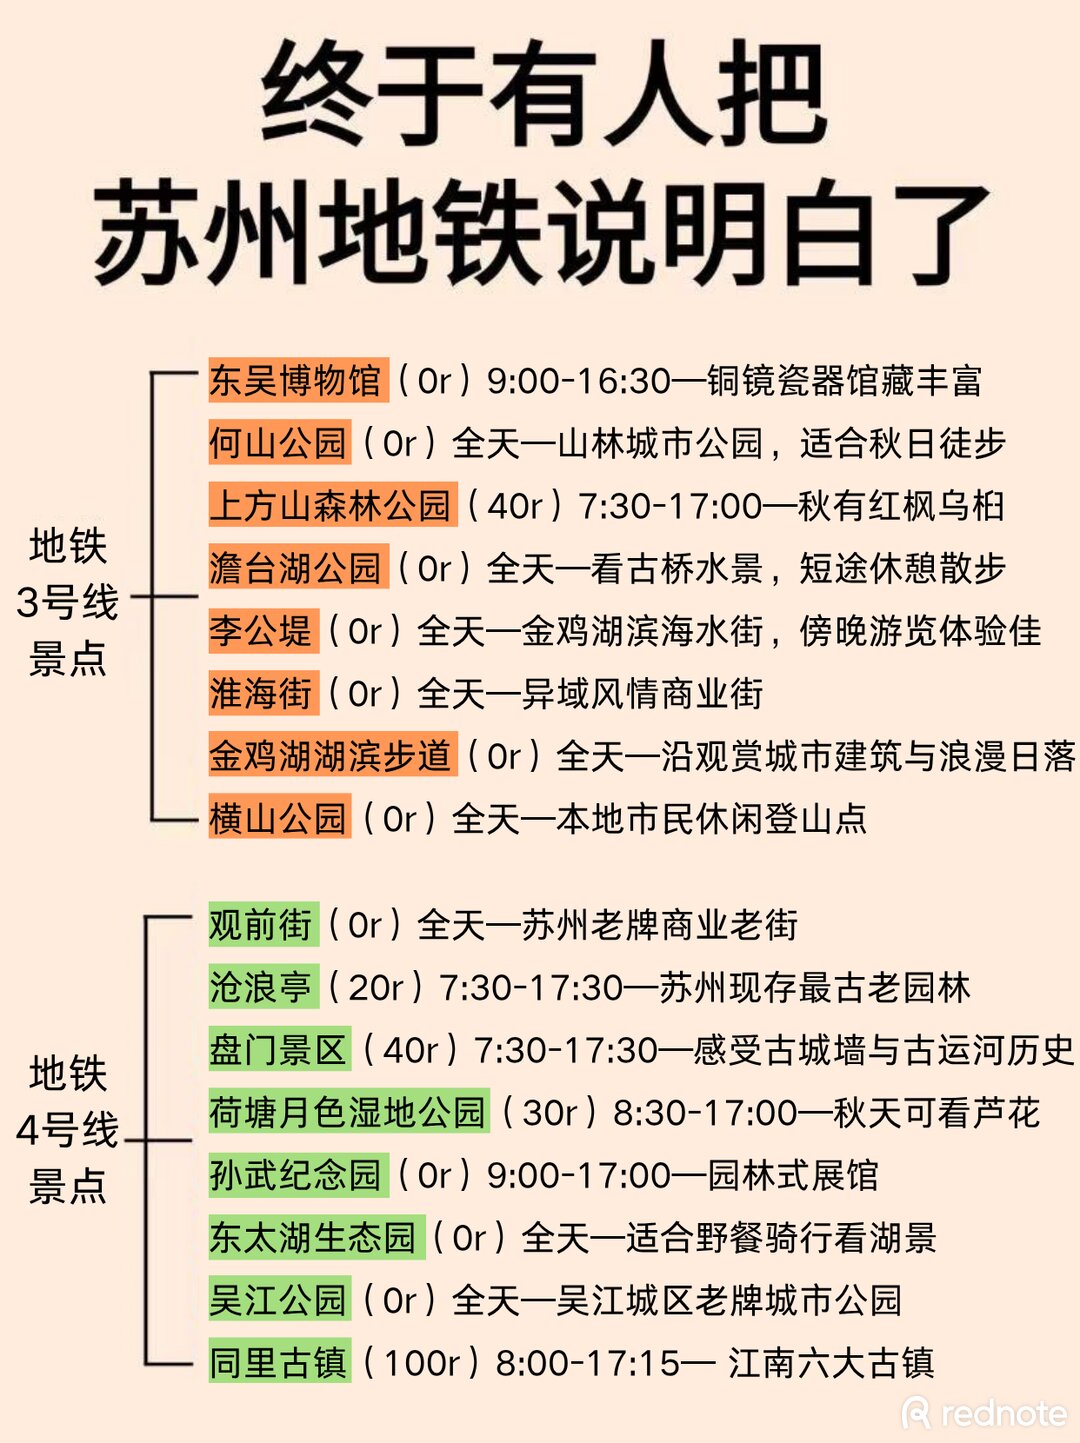 终于有人把
苏州地铁说明白了
地铁
3号线
景点
东吴博物馆（0r）9:00-16:30—铜镜瓷器馆藏丰富
何山公园（0r）全天—山林城市公园，适合秋日徒步
上方山森林公园（40r）7:30-17:00—秋有红枫乌桕
澹台湖公园（0r）全天—看古桥水景，短途休憩散步
李公堤（0r）全天—金鸡湖滨海水街，傍晚游览体验佳
淮海街（0r）全天—异域风情商业街
金鸡湖湖滨步道（0r）全天—沿观赏城市建筑与浪漫日落
横山公园（0r）全天—本地市民休闲登山点
地铁
4号线
景点
观前街（0r）全天—苏州老牌商业老街
沧浪亭（20r）7:30-17:30—苏州现存最古老园林
盘门景区（40r）7:30-17:30—感受古城墙与古运河历史
荷塘月色湿地公园（30r）8:30-17:00—秋天可看芦花
孙武纪念园（0r）9:00-17:00—园林式展馆
东太湖生态园（0r）全天—适合野餐骑行看湖景
吴江公园（0r）全天—吴江城区老牌城市公园
同里古镇（100r）8:00-17:15— 江南六大古镇
rednote